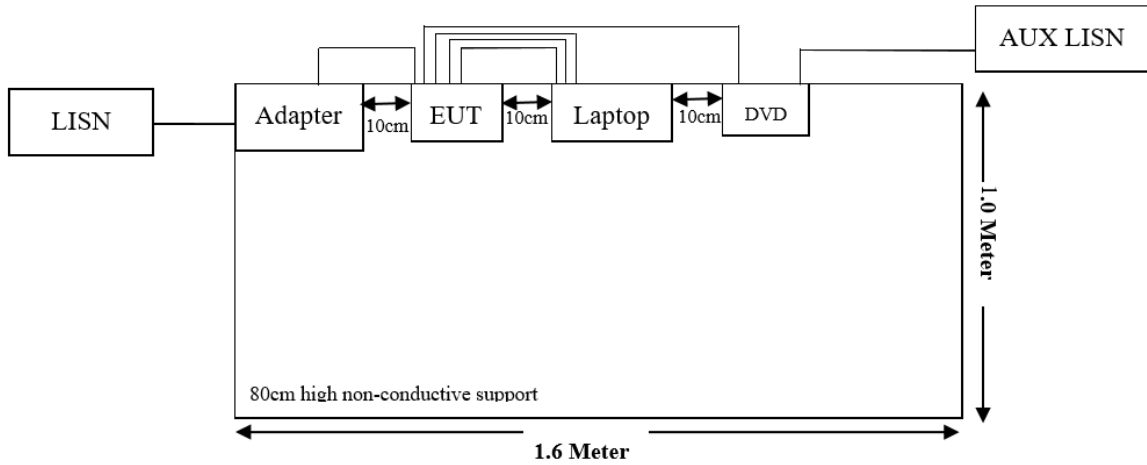 AUX LISN
LISN
Adapter
10cm
EUT
10cm
Laptop
10cm
DVD
1.0 Meter
80cm high non-conductive support
1.6 Meter